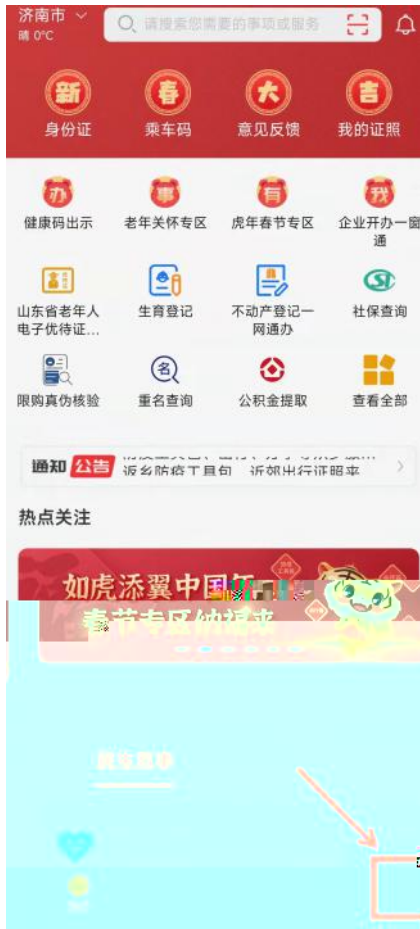 济南市
晴 0℃
请搜索您需要的事项或服务
新 春 大 吉
身份证 乘车码 意见反馈 我的证照
办 事 有 我
健康码出示 老年关怀专区 虎年春节专区 企业开办一窗
通
山东省老年人 生育登记 不动产登记一 社保查询
电子优待证... 网通办
名
限购真伪核验 重名查询 公积金提取 查看全部
通知 公告
返乡防疫工具包、近郊出行证照来
热点关注
如虎添翼中国年
春节专区纳福来